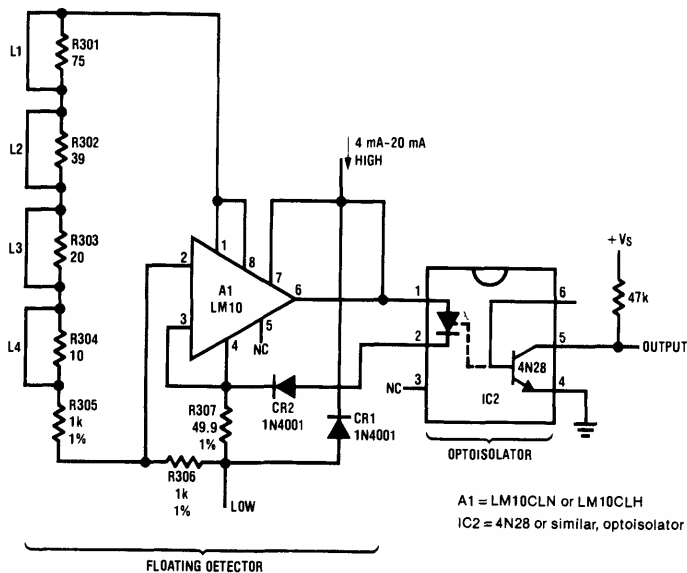 L1
R301
75
L2
R302
39
L3
R303
20
L4
R304
10
R305
1k
1%
4 mA–20 mA
HIGH
1
8
7
2
A1
LM10
6
3
5
NC
4
R307
49.9
1%
CR2
1N4001
CR1
1N4001
R306
1k
1%
LOW
+VS
47k
1
6
2
5
OUTPUT
4N28
NC
3
4
IC2
OPTOISOLATOR
A1 = LM10CLN or LM10CLH
IC2 = 4N28 or similar, optoisolator
FLOATING OETECTOR